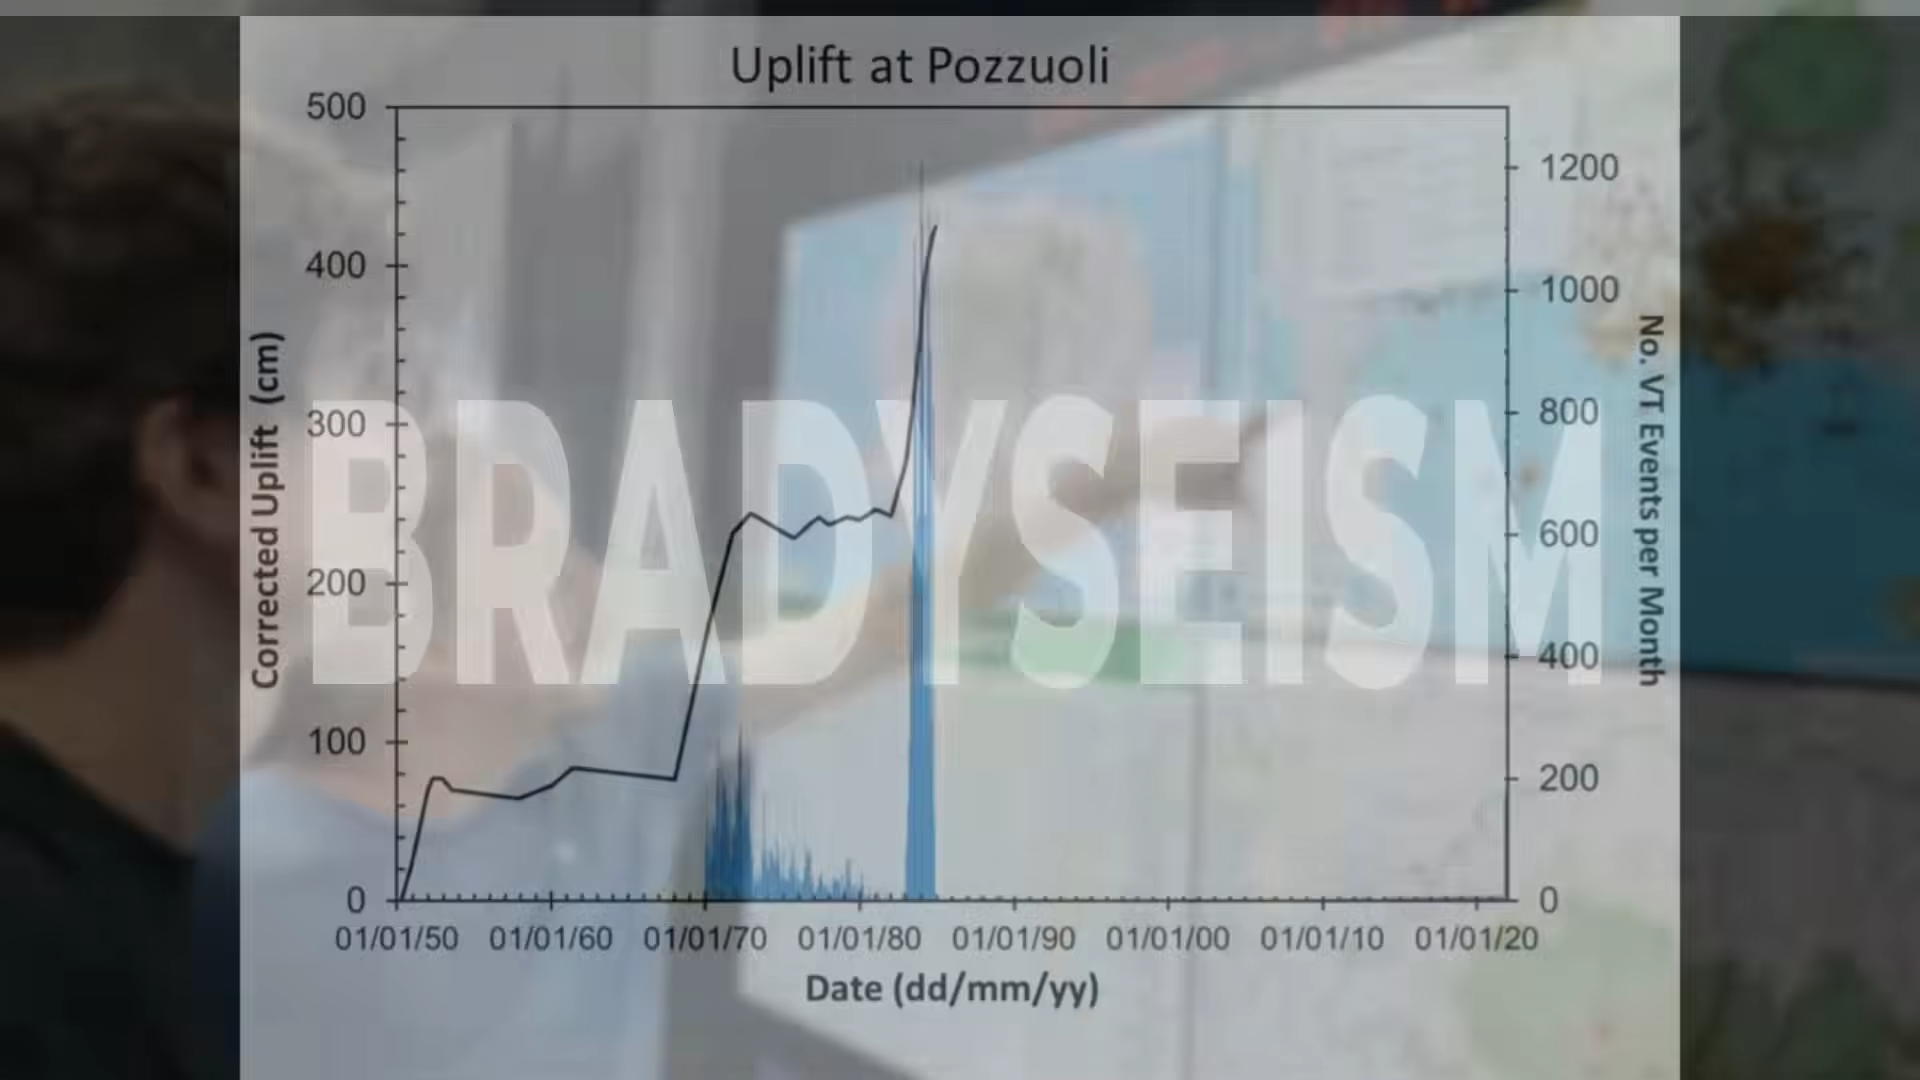 Uplift at Pozzuoli
500
400
300
200
100
0
Corrected Uplift (cm)
1200
1000
800
600
400
200
0
No. VT Events per Month
BRADYSEISM
01/01/50 01/01/60 01/01/70 01/01/80 01/01/90 01/01/00 01/01/10 01/01/20
Date (dd/mm/yy)